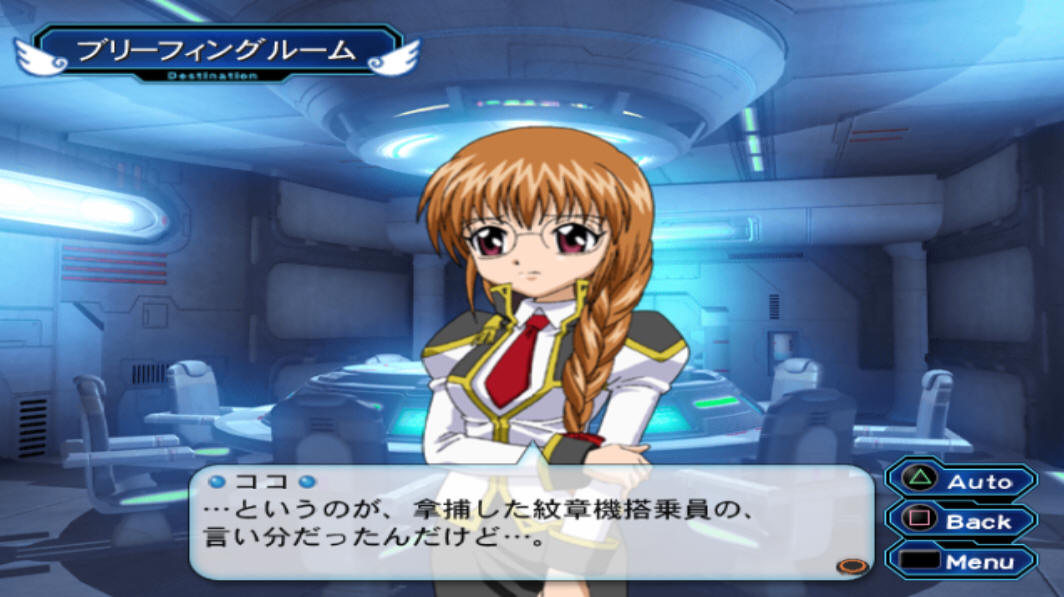 ブリーフィングルーム
Destination
ココ
…というのが、拿捕した紋章機搭乗員の、
言い分だったんだけど…。
Auto
Back
Menu